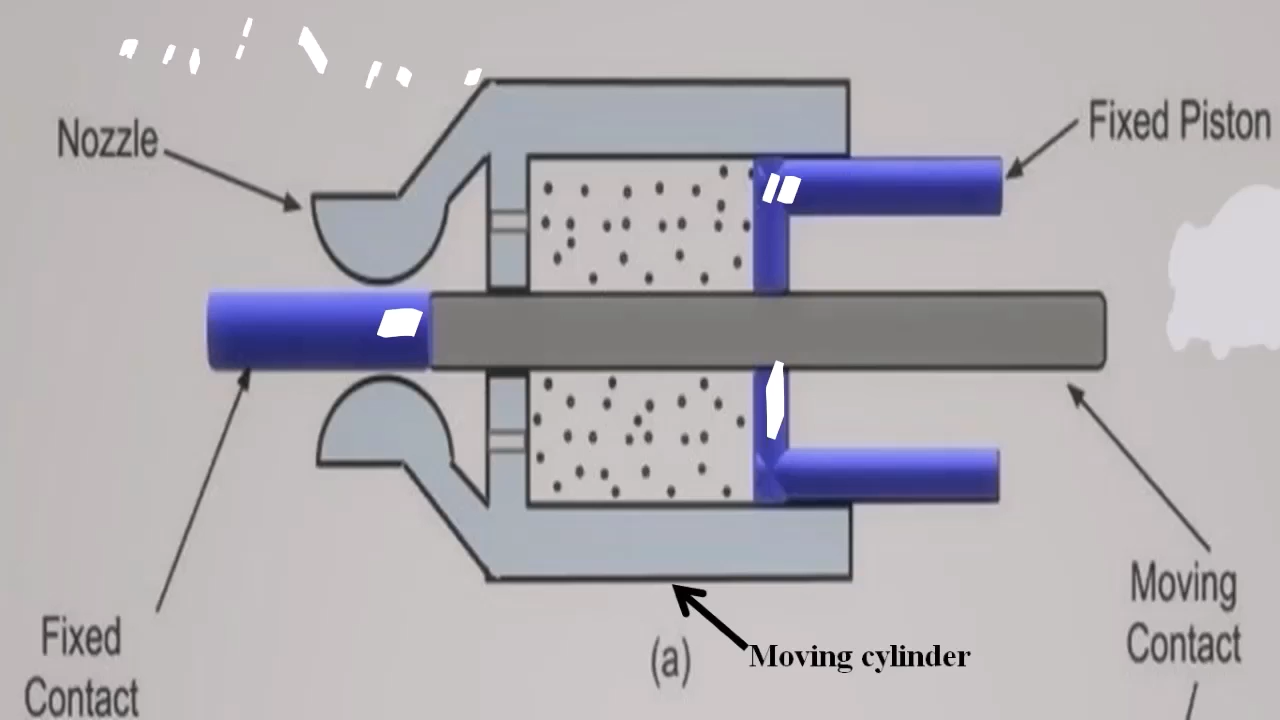 Nozzle
Fixed Piston
Fixed
Contact
Moving
Contact
(a)
Moving cylinder